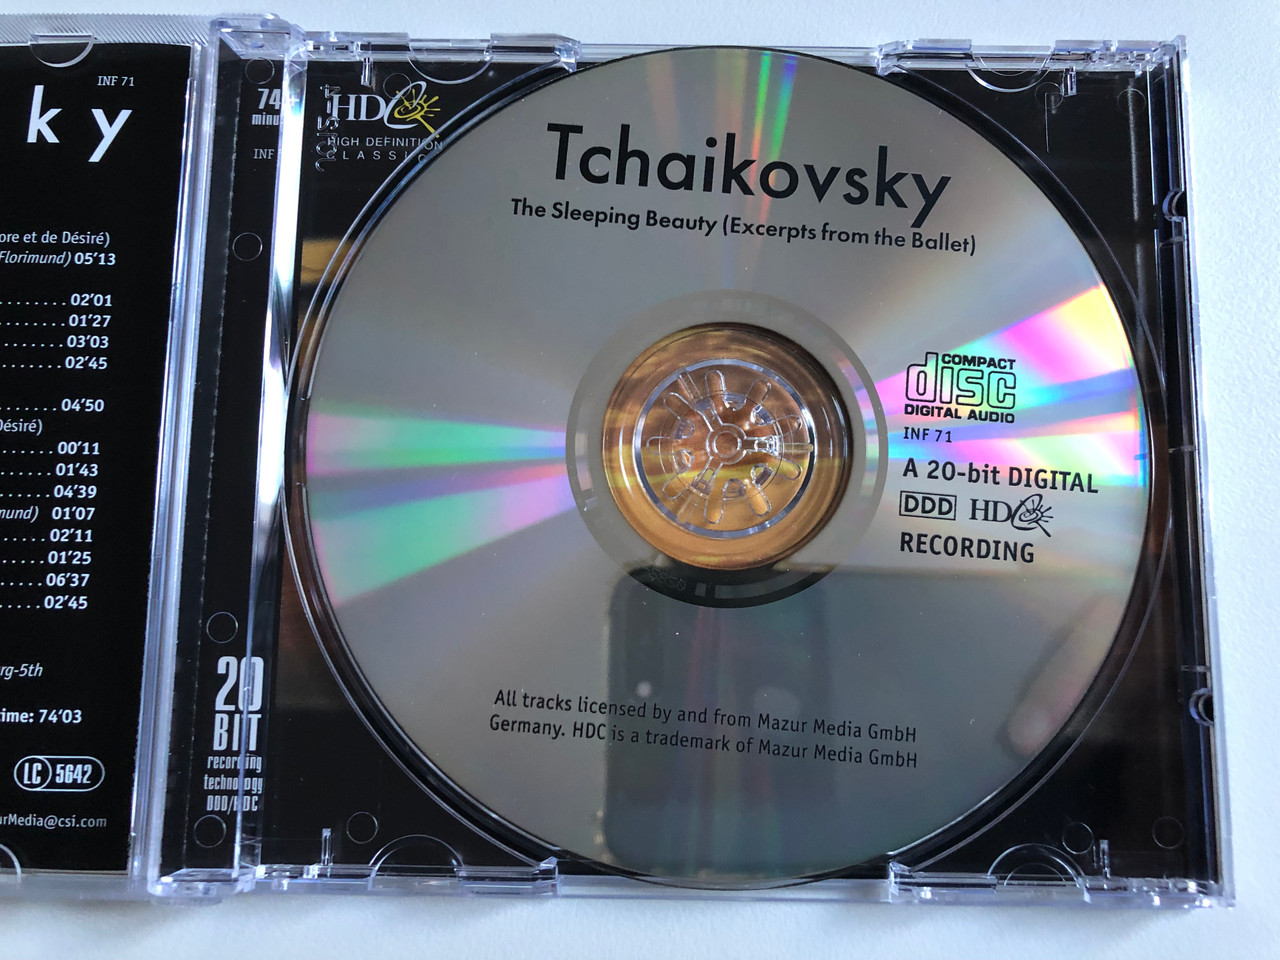 INF 71
ky
ore et de Désiré)
Florimund) 05'13
02'01
01'27
03'03
02'45
04'50
Désiré)
00'11
01'43
04'39
mund) 01'07
02'11
01'25
06'37
02'45
rg-5th
time: 74'03
LC 5642
urMedia@csi.com
74
INF
20
BIT
recording
technology
DDD/HDC
HDC
HIGH DEFINITION
CLASSIC
Tchaikovsky
The Sleeping Beauty (Excerpts from the Ballet)
COMPACT
disc
DIGITAL AUDIO
INF 71
A 20-bit DIGITAL
DDD HDC
RECORDING
All tracks licensed by and from Mazur Media GmbH
Germany. HDC is a trademark of Mazur Media GmbH